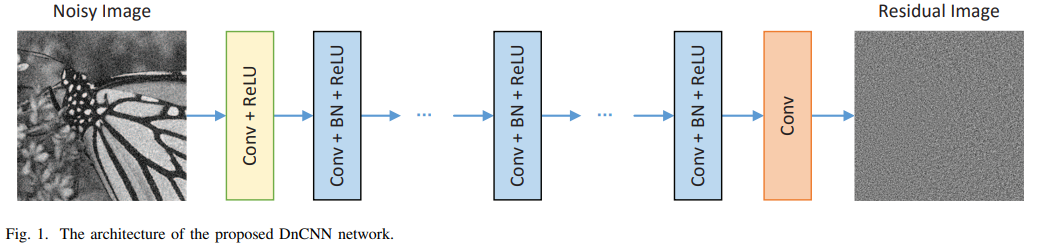 Noisy Image
Residual Image
Conv + ReLU
Conv + BN + ReLU
...
Conv + BN + ReLU
...
Conv + BN + ReLU
Conv
Fig. 1. The architecture of the proposed DnCNN network.